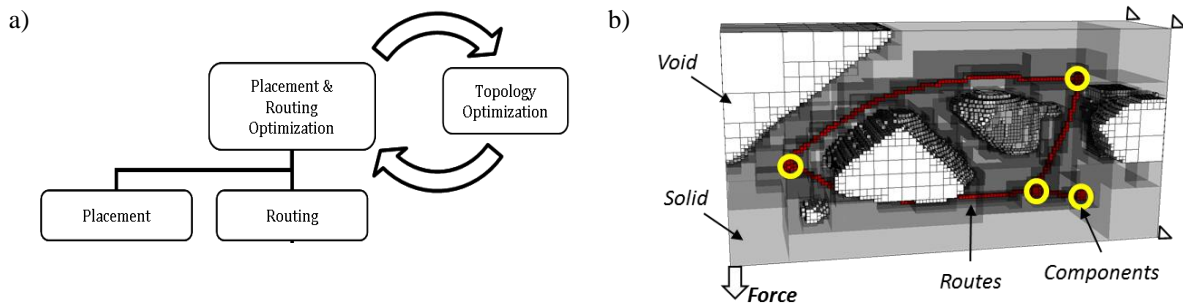 a)
Placement &
Routing
Optimization
Topology
Optimization
Placement
Routing
b)
Void
Solid
Force
Routes
Components